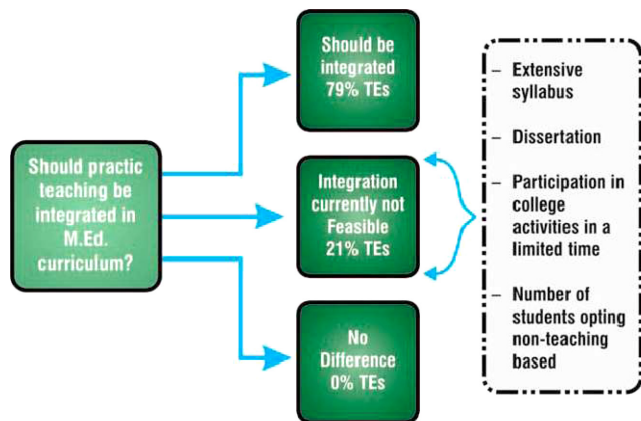 Should practic
teaching be
integrated in
M.Ed.
curriculum?
Should be
integrated
79% TEs
Integration
currently not
Feasible
21% TEs
No
Difference
0% TEs
– Extensive
syllabus
– Dissertation
– Participation in
college
activities in a
limited time
– Number of
students opting
non-teaching
based